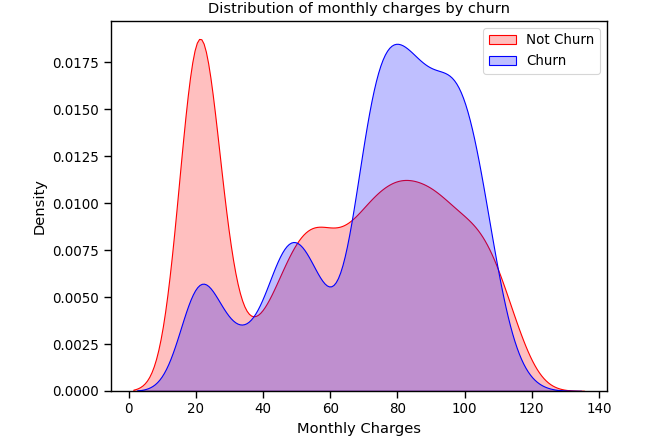 Distribution of monthly charges by churn
Not Churn
Churn
0.0175
0.0150
0.0125
0.0100
0.0075
0.0050
0.0025
0.0000
Density
0 20 40 60 80 100 120 140
Monthly Charges